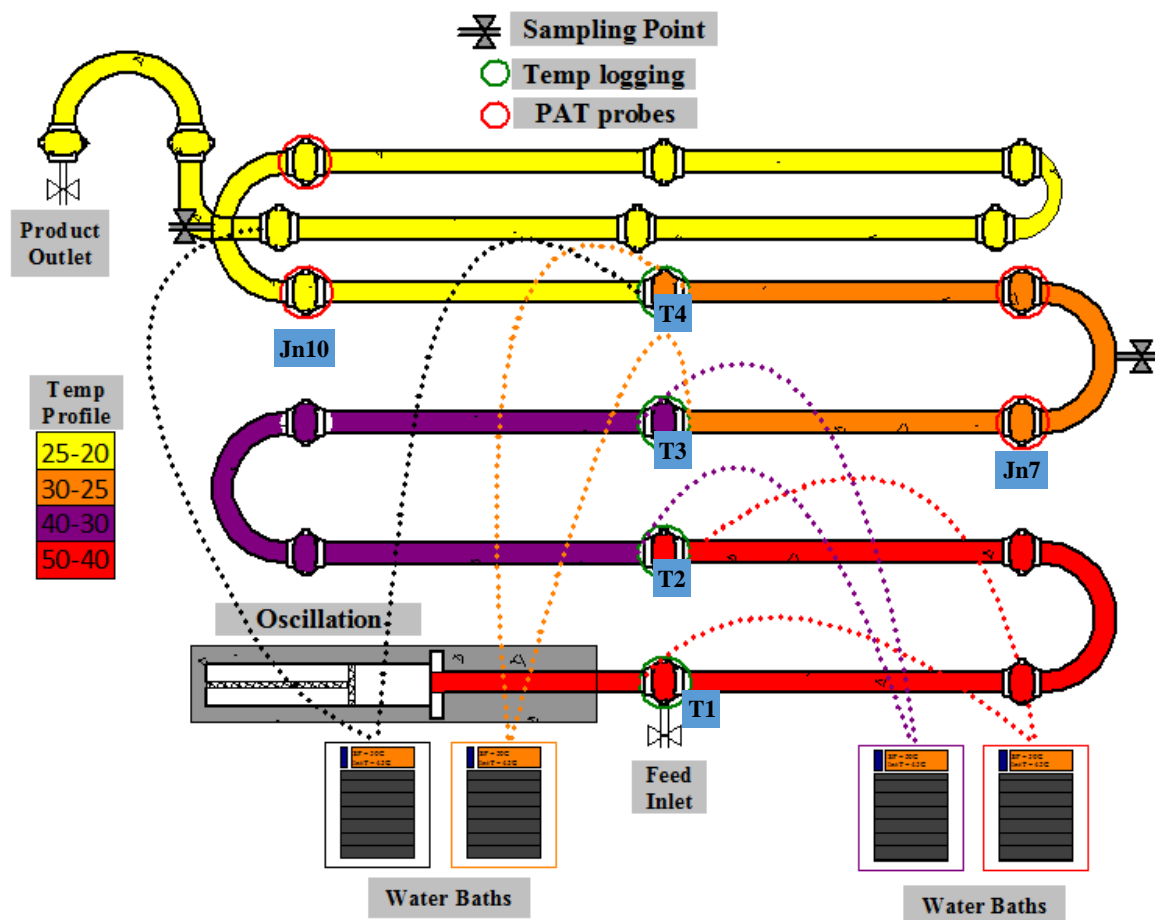 Sampling Point
Temp logging
PAT probes
Product
Outlet
T4
Jn10
Temp
Profile
25-20
30-25
40-30
50-40
T3
Jn7
T2
Oscillation
T1
Feed
Inlet
Water Baths
Water Baths